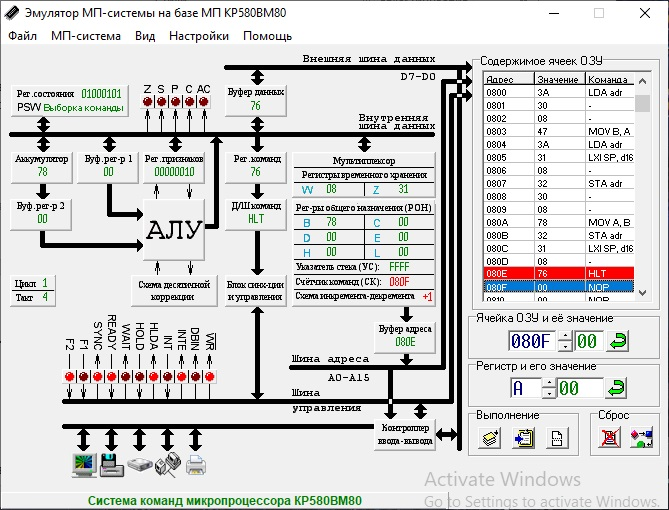 Эмулятор МП-системы на базе МП КР580ВМ80
Файл МП-система Вид Настройки Помощь
Внешняя шина данных
D7-D0
Z S P C AC
Рег.состояния 01000101
PSW Выборка команды
Буфер данных
76
Внутренняя
шина данных
Аккумулятор
78
Буф.рег-р 1
00
Рег.признаков
00000010
Рег.команд
76
Мультиплексор
Регистры временного хранения
W 08 Z 31
Буф.рег-р 2
00
АЛУ
Д/Шкоманд
HLT
Рег-ры общего назначения (РОН)
B 78 C 00
D 00 E 00
H 00 L 00
Указатель стека (УС): FFFF
Счётчик команд (СК): 080F
Схема инкремента-декремента +1
Цикл 1
Такт 4
Схема десятичной
коррекции
Блок синх-ции
и управления
Буфер адреса
080E
F2 F1 SYNC READY WAIT HOLD HLDA INT INTE DBIN WR
Шина адреса
A0-A15
Шина
управления
Контроллер
ввода-вывода
Содержимое ячеек ОЗУ
Адрес Значение Команда
0800 3A LDA adr
0801 30 -
0802 08 -
0803 47 MOV B, A
0804 3A LDA adr
0805 31 LXI SP, d16
0806 08 -
0807 32 STA adr
0808 30 -
0809 08 -
080A 78 MOV A, B
080B 32 STA adr
080C 31 LXI SP, d16
080D 08 -
080E 76 HLT
080F 00 NOP
0810 00 NOP
Ячейка ОЗУ и её значение
080F 00
Регистр и его значение
A 00
Выполнение
Сброс
Activate Windows
Go to Settings to activate Windows.
Система команд микропроцессора КР580ВМ80